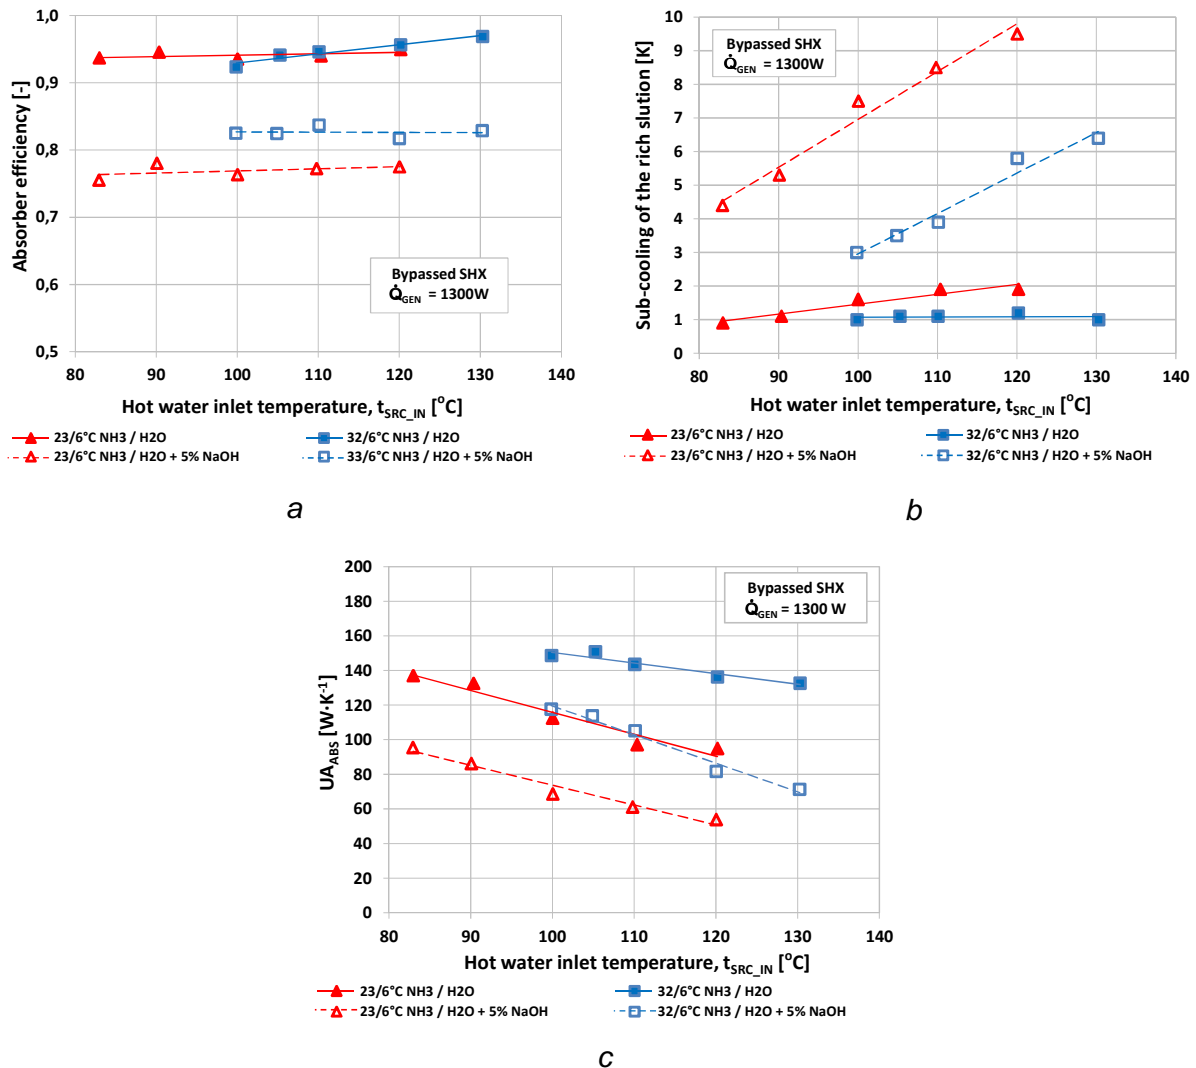 1,0
0,9
0,8
0,7
0,6
0,5
Absorber efficiency [-]
Bypassed SHX
Q̇GEN = 1300W
80 90 100 110 120 130 140
Hot water inlet temperature, tSRC_IN [°C]
23/6°C NH3 / H2O
32/6°C NH3 / H2O
23/6°C NH3 / H2O + 5% NaOH
33/6°C NH3 / H2O + 5% NaOH
a
10
9
8
7
6
5
4
3
2
1
0
Sub-cooling of the rich slution [K]
Bypassed SHX
Q̇GEN = 1300W
80 90 100 110 120 130 140
Hot water inlet temperature, tSRC_IN [°C]
23/6°C NH3 / H2O
32/6°C NH3 / H2O
23/6°C NH3 / H2O + 5% NaOH
32/6°C NH3 / H2O + 5% NaOH
b
200
180
160
140
120
100
80
60
40
20
0
UAABS [W·K-1]
Bypassed SHX
Q̇GEN = 1300 W
80 90 100 110 120 130 140
Hot water inlet temperature, tSRC_IN [°C]
23/6°C NH3 / H2O
32/6°C NH3 / H2O
23/6°C NH3 / H2O + 5% NaOH
32/6°C NH3 / H2O + 5% NaOH
c